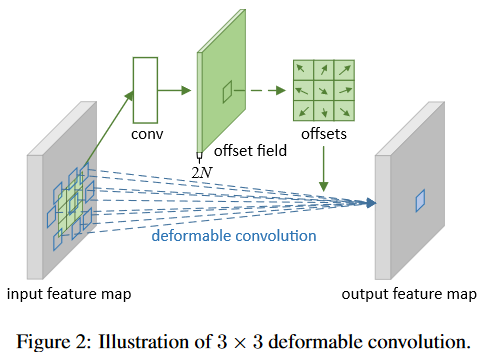 conv
offset field
offsets
2N
deformable convolution
input feature map
output feature map
Figure 2: Illustration of 3 × 3 deformable convolution.